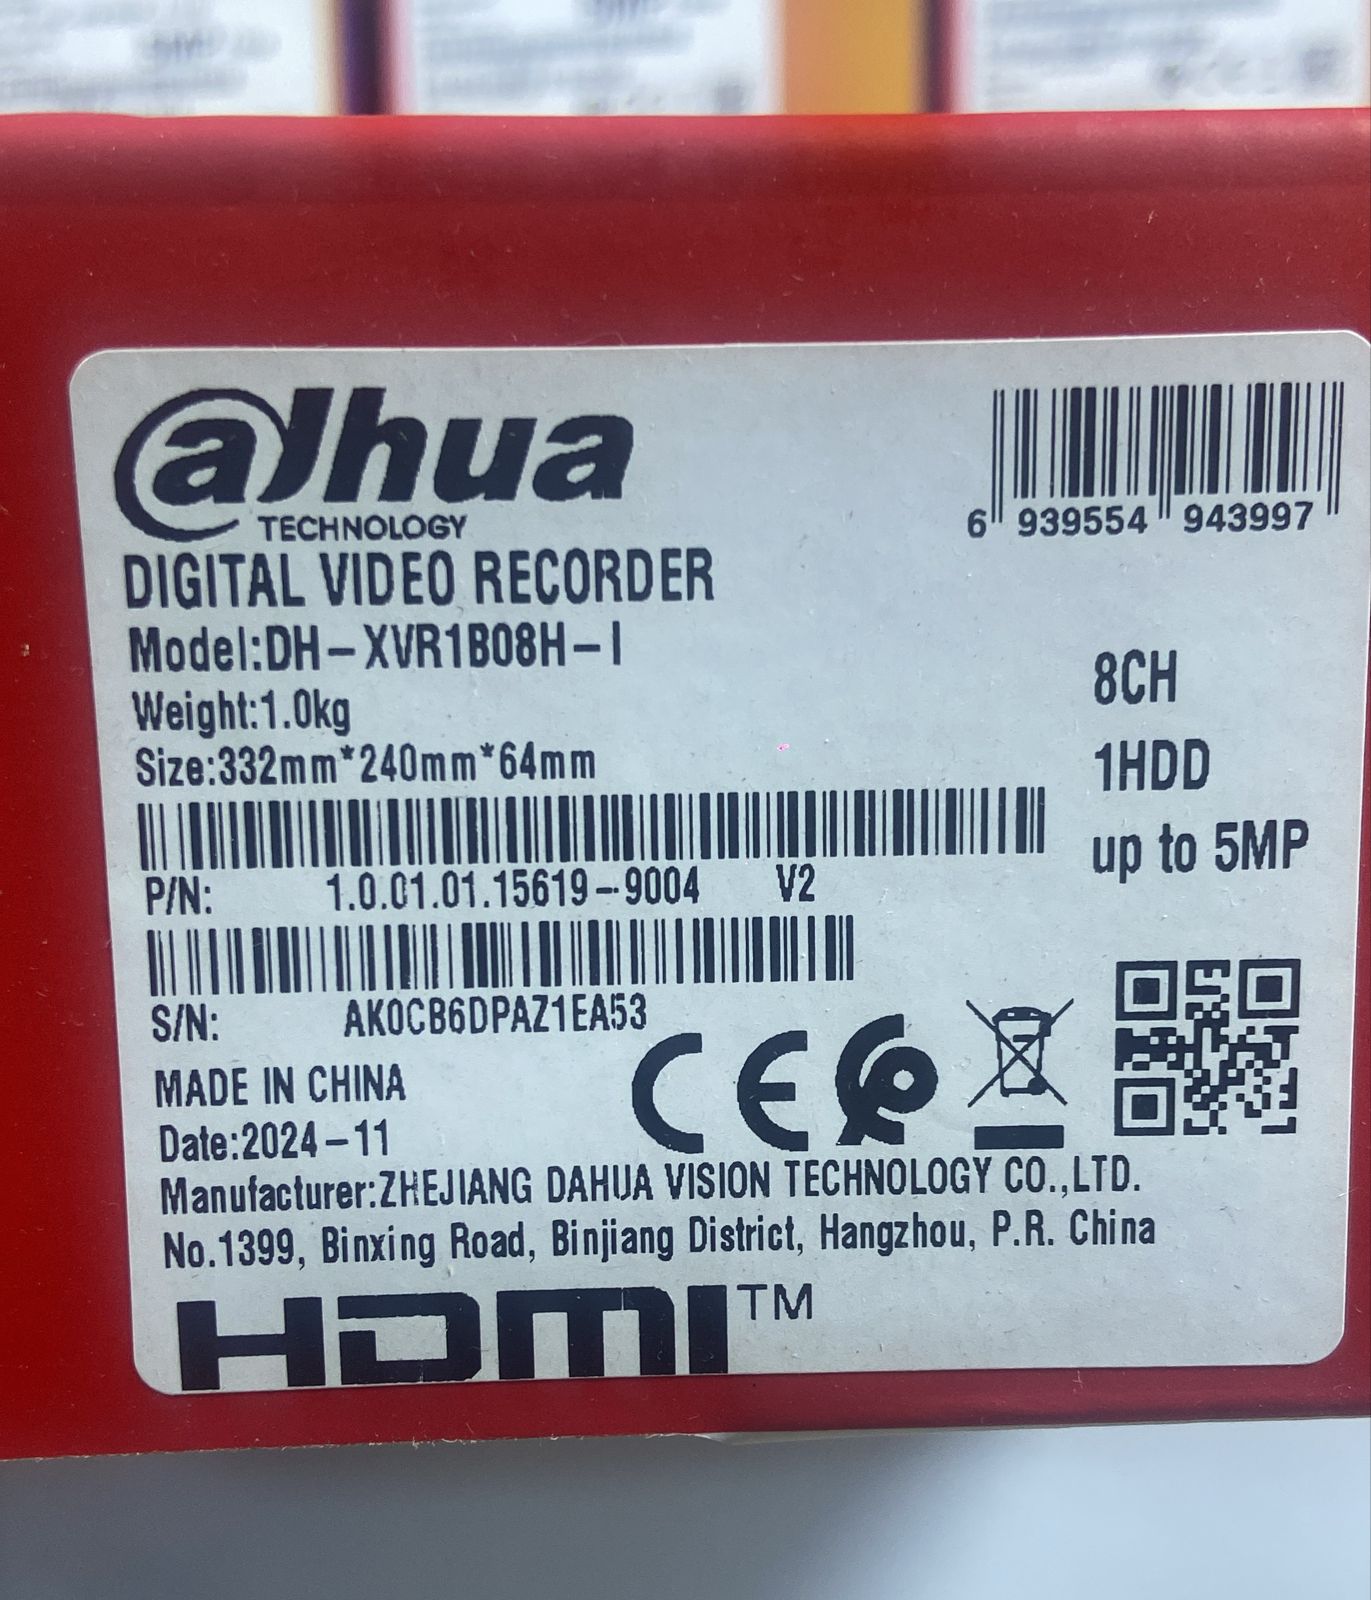 alhua
TECHNOLOGY
6 939554 943997
DIGITAL VIDEO RECORDER
Model:DH-XVR1B08H-I
Weight:1.0kg
Size:332mm*240mm*64mm
8CH
1HDD
up to 5MP
P/N: 1.0.01.01.15619-9004 V2
S/N: AK0CB6DPAZ1EA53
CE
MADE IN CHINA
Date:2024-11
Manufacturer:ZHEJIANG DAHUA VISION TECHNOLOGY CO.,LTD.
No.1399, Binxing Road, Binjiang District, Hangzhou, P.R. China
HDMI™